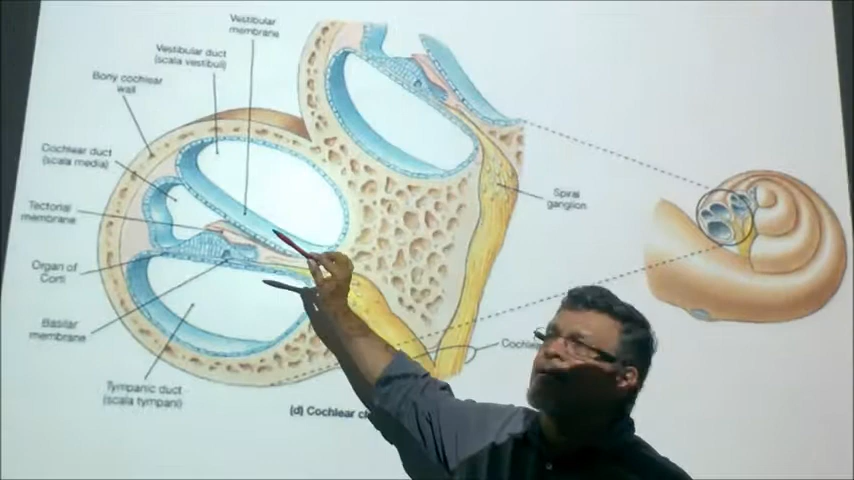 Vestibular
membrane
Vestibular duct
(scala vestibuli)
Bony cochlear
wall
Cochlear duct
(scala media)
Tectorial
membrane
Organ of
Corti
Basilar
membrane
Tympanic duct
(scala tympani)
Spiral
ganglion
(d) Cochlear